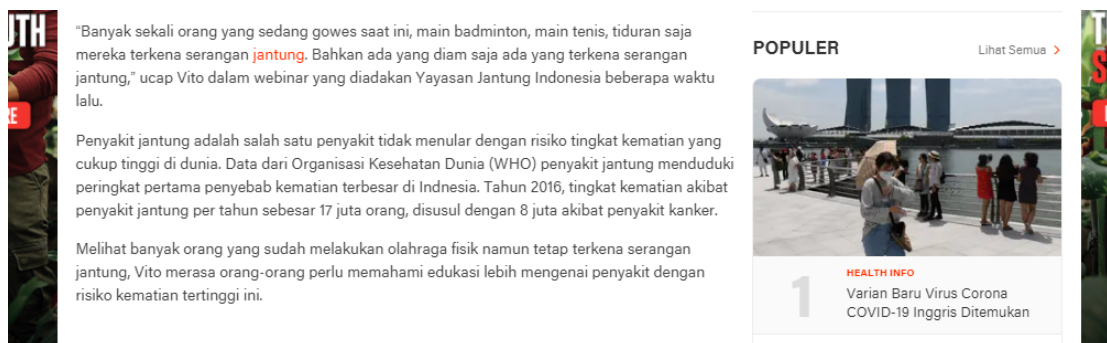 UTH
RE
“Banyak sekali orang yang sedang gowes saat ini, main badminton, main tenis, tiduran saja
mereka terkena serangan jantung. Bahkan ada yang diam saja ada yang terkena serangan
jantung,” ucap Vito dalam webinar yang diadakan Yayasan Jantung Indonesia beberapa waktu
lalu.
Penyakit jantung adalah salah satu penyakit tidak menular dengan risiko tingkat kematian yang
cukup tinggi di dunia. Data dari Organisasi Kesehatan Dunia (WHO) penyakit jantung menduduki
peringkat pertama penyebab kematian terbesar di Indnesia. Tahun 2016, tingkat kematian akibat
penyakit jantung per tahun sebesar 17 juta orang, disusul dengan 8 juta akibat penyakit kanker.
Melihat banyak orang yang sudah melakukan olahraga fisik namun tetap terkena serangan
jantung, Vito merasa orang-orang perlu memahami edukasi lebih mengenai penyakit dengan
risiko kematian tertinggi ini.
POPULER
Lihat Semua >
1
HEALTH INFO
Varian Baru Virus Corona
COVID-19 Inggris Ditemukan